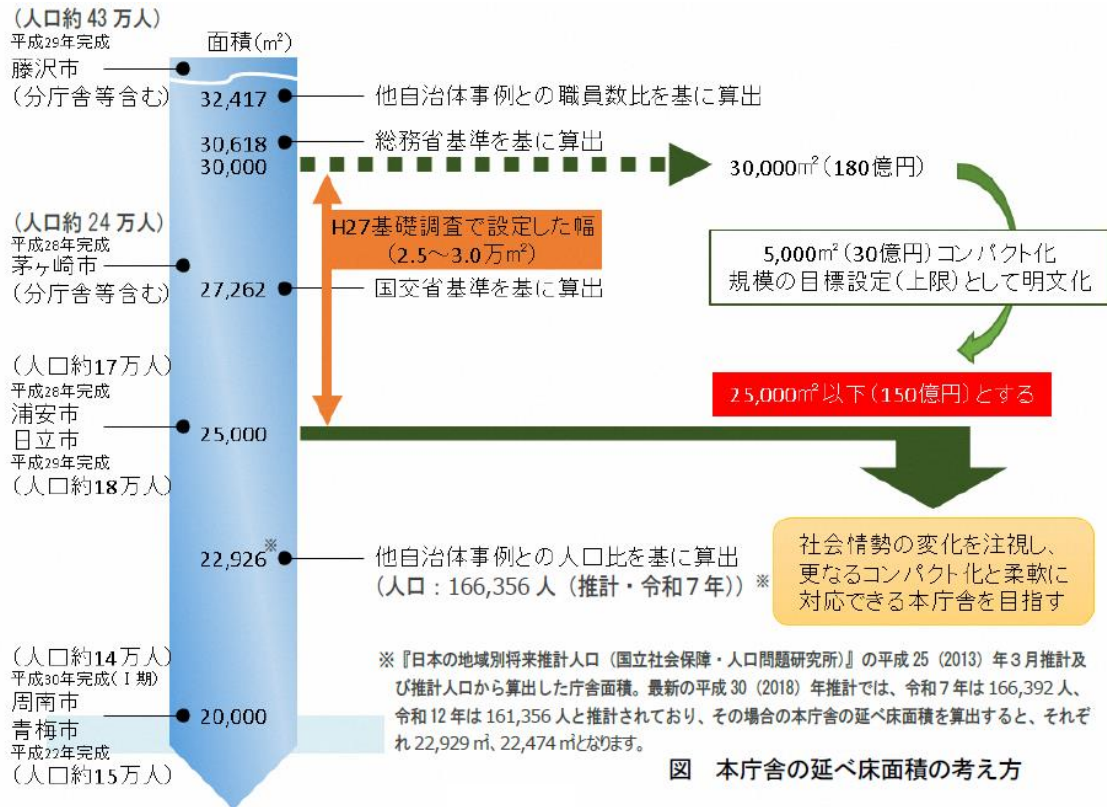 (人口約 43 万人)
平成29年完成
藤沢市
(分庁舎等含む)
面積(㎡)
32,417
他自治体事例との職員数比を基に算出
30,618
総務省基準を基に算出
30,000
30,000㎡(180億円)
H27基礎調査で設定した幅
(2.5～3.0万㎡)
(人口約 24 万人)
平成28年完成
茅ヶ崎市
(分庁舎等含む)
27,262
国交省基準を基に算出
5,000㎡(30億円)コンパクト化
規模の目標設定(上限)として明文化
25,000㎡以下(150億円)とする
(人口約17万人)
平成28年完成
浦安市
日立市
平成29年完成
(人口約18万人)
25,000
22,926※
他自治体事例との人口比を基に算出
(人口：166,356 人（推計・令和７年）) ※
社会情勢の変化を注視し、
更なるコンパクト化と柔軟に
対応できる本庁舎を目指す
(人口約14万人)
平成30年完成(Ⅰ期)
周南市
青梅市
平成22年完成
(人口約15万人)
20,000
※『日本の地域別将来推計人口（国立社会保障・人口問題研究所）』の平成 25（2013）年３月推計及
び推計人口から算出した庁舎面積。最新の平成 30（2018）年推計では、令和７年は 166,392 人、
令和 12 年は 161,356 人と推計されており、その場合の本庁舎の延べ床面積を算出すると、それぞ
れ 22,929 ㎡、22,474 ㎡となります。
図　本庁舎の延べ床面積の考え方